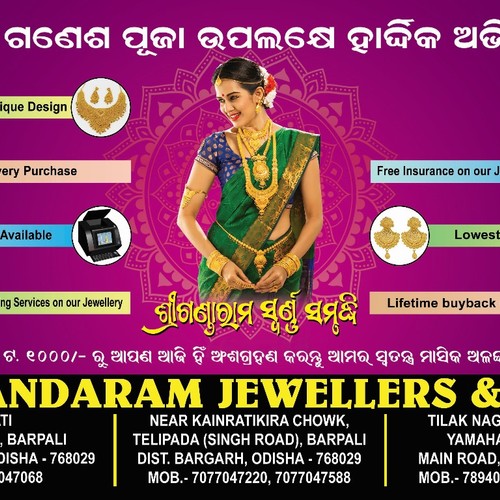 ଗଣେଶ ପୂଜା ଉପଲକ୍ଷେ ହାର୍ଦ୍ଦିକ ଅଭି
ique Design
very Purchase
Free Insurance on our J
Available
Lowest
ng Services on our Jewellery
Lifetime buyback
ଶ୍ରୀଗଣ୍ଡାରାମ ସ୍ୱର୍ଣ୍ଣ ସମୃଦ୍ଧି
ଟ. ୧୦୦୦/- ରୁ ଆପଣ ଆଜି ହିଁ ଅଂଶଗ୍ରହଣ କରନ୍ତୁ ଆମର ସ୍ୱତନ୍ତ୍ର ମାସିକ ଅଳଙ୍କ
ANDARAM JEWELLERS &
TI
, BARPALI
DISHA - 768029
047068
NEAR KAINRATIKIRA CHOWK,
TELIPADA (SINGH ROAD), BARPALI
DIST. BARGARH, ODISHA - 768029
MOB.- 7077047220, 7077047588
TILAK NAG
YAMAHA
MAIN ROAD,
MOB.- 78940